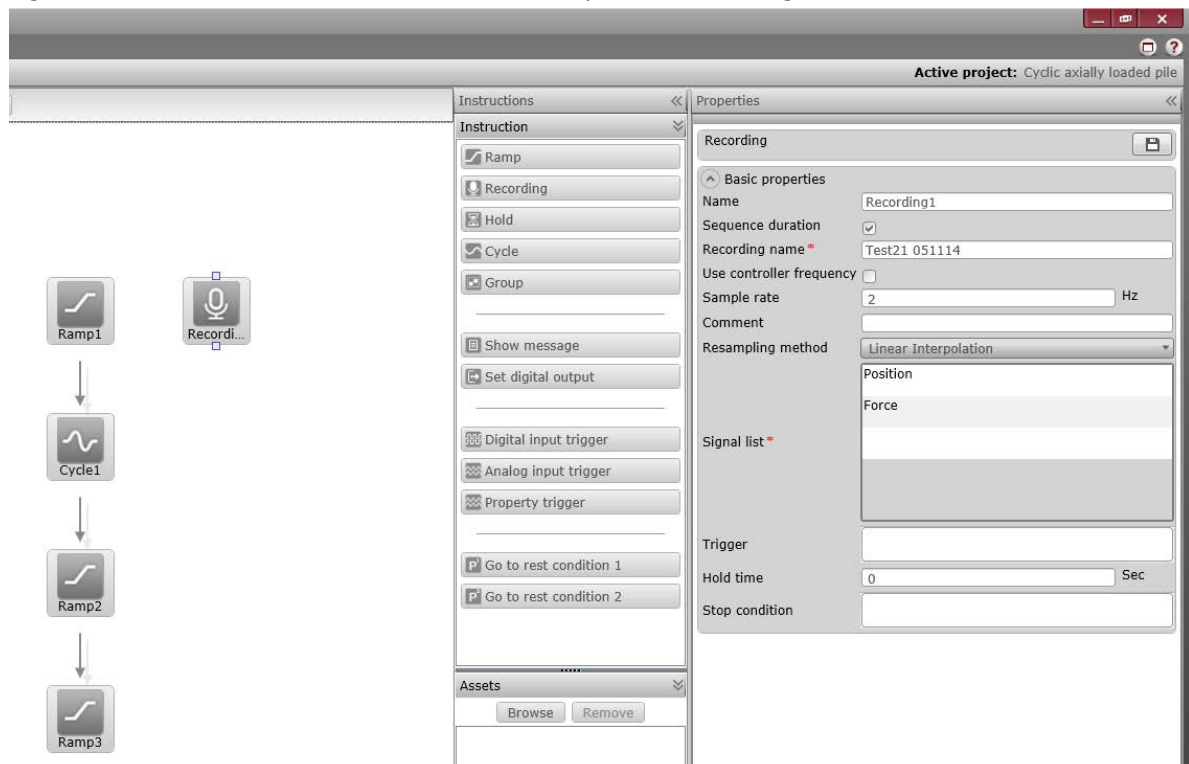 Active project: Cyclic axially loaded pile
Ramp1
Recordi...
Cycle1
Ramp2
Ramp3
Instructions
Instruction
Ramp
Recording
Hold
Cycle
Group
Show message
Set digital output
Digital input trigger
Analog input trigger
Property trigger
Go to rest condition 1
Go to rest condition 2
Assets
Browse Remove
Properties
Recording
Basic properties
Name Recording1
Sequence duration
Recording name* Test21 051114
Use controller frequency
Sample rate 2 Hz
Comment
Resampling method Linear Interpolation
Position
Force
Signal list*
Trigger
Hold time 0 Sec
Stop condition